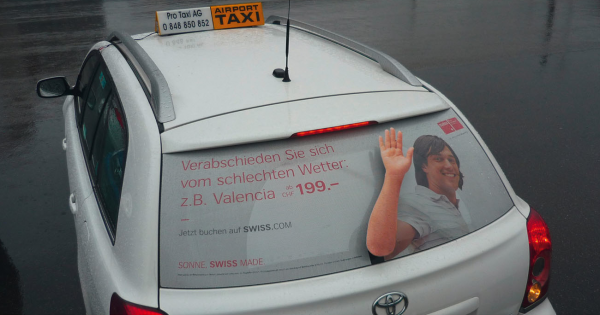 Pro Taxi AG
0 848 850 852
AIRPORT
TAXI
Verabschieden Sie sich
vom schlechten Wetter:
z.B. Valencia ab CHF 199.–
Jetzt buchen auf SWISS.COM
SONNE. SWISS MADE.